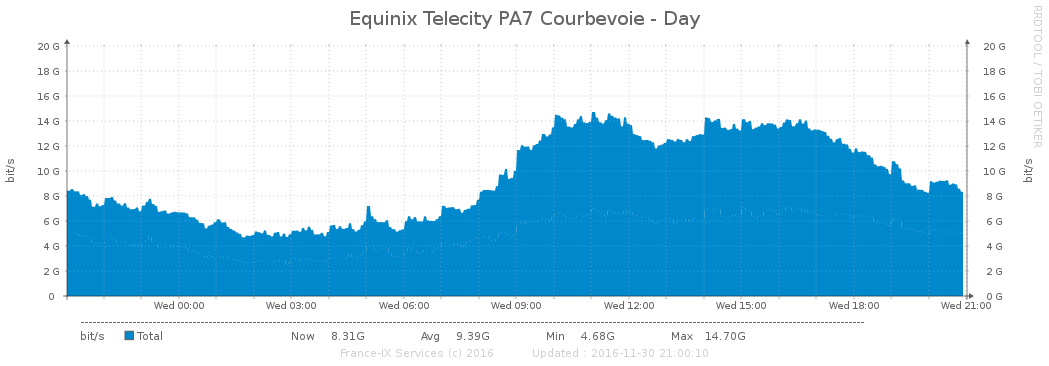 Equinix Telecity PA7 Courbevoie - Day
RRDTOOL / TOBI OETIKER
bit/s
bit/s
20 G 20 G
18 G 18 G
16 G 16 G
14 G 14 G
12 G 12 G
10 G 10 G
8 G 8 G
6 G 6 G
4 G 4 G
2 G 2 G
0 0 G
Wed 00:00 Wed 03:00 Wed 06:00 Wed 09:00 Wed 12:00 Wed 15:00 Wed 18:00 Wed 21:00
bit/s Total Now 8.31G Avg 9.39G Min 4.68G Max 14.70G
France-IX Services (c) 2016 Updated : 2016-11-30 21:00:10